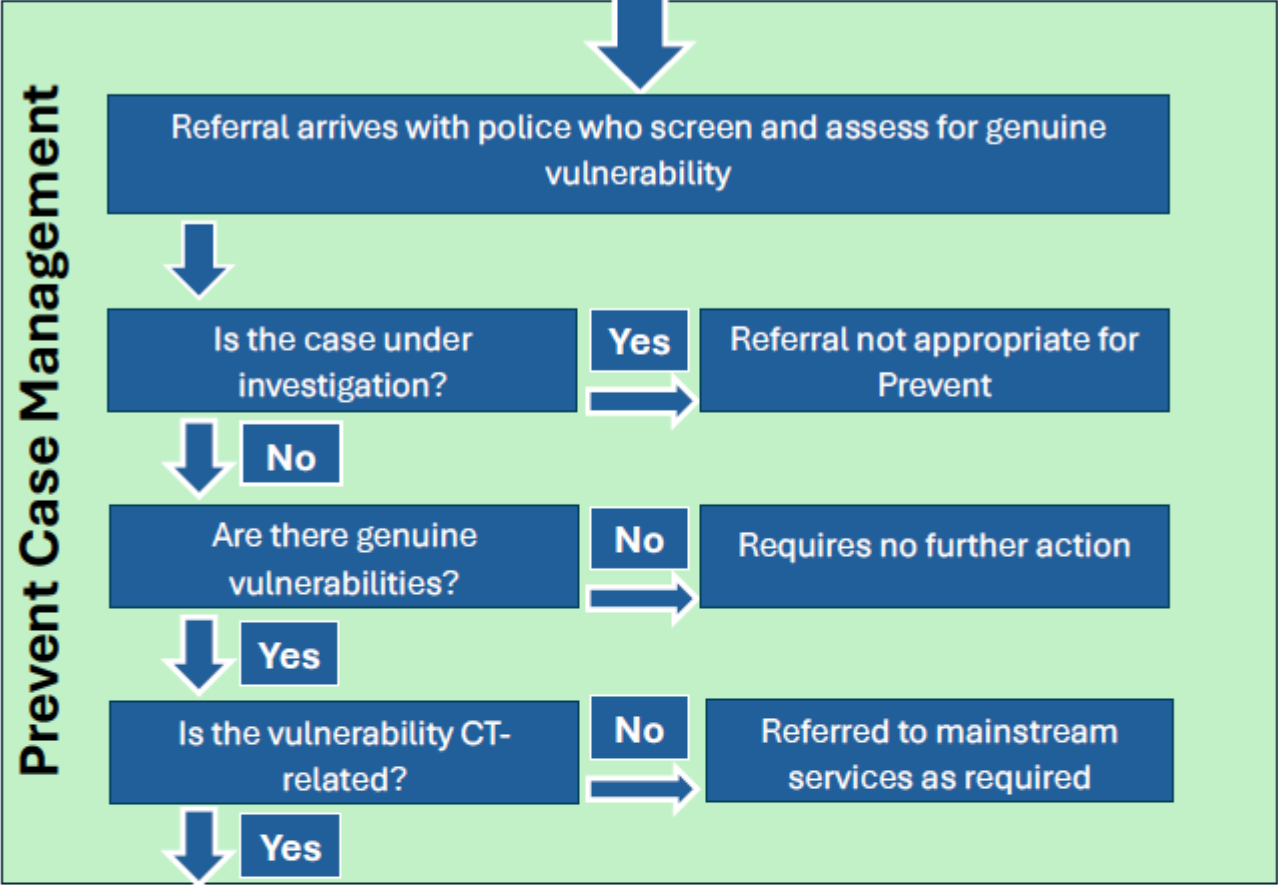 Prevent Case Management
Referral arrives with police who screen and assess for genuine
vulnerability
Is the case under
investigation?
Yes
Referral not appropriate for
Prevent
No
Are there genuine
vulnerabilities?
No
Requires no further action
Yes
Is the vulnerability CT-
related?
No
Referred to mainstream
services as required
Yes